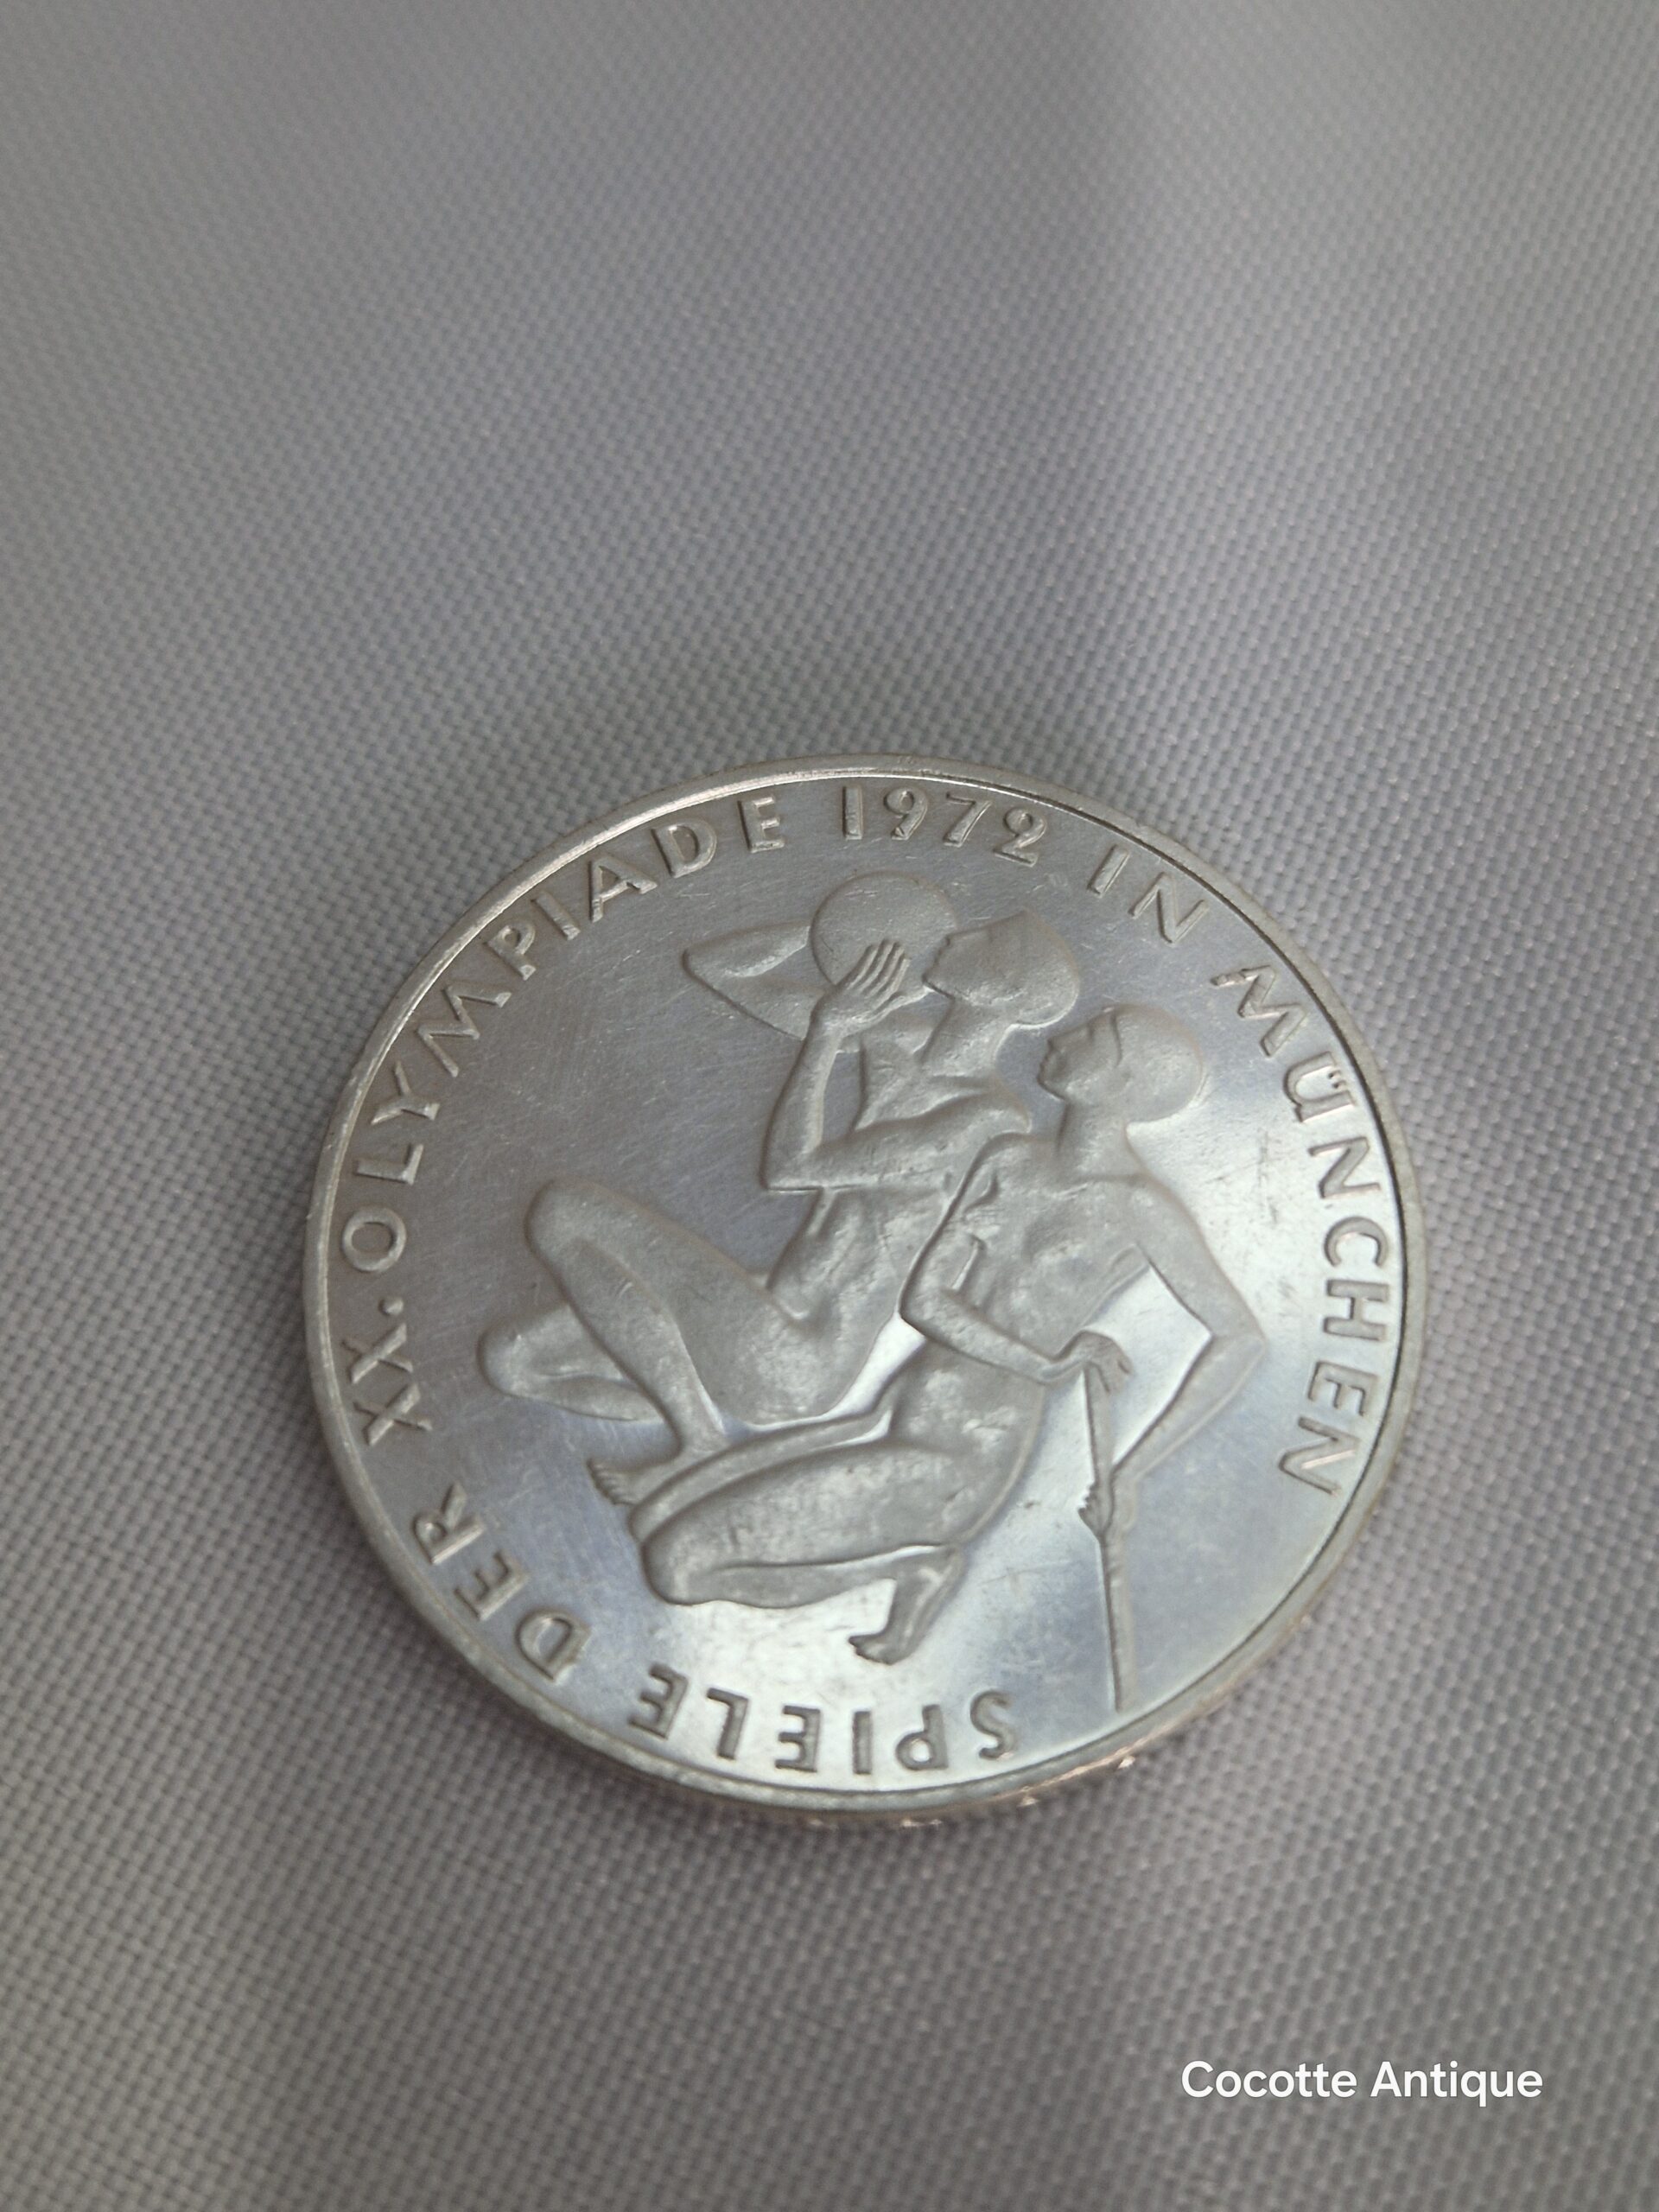 SPIELE DER XX. OLYMPIADE 1972 IN MÜNCHEN
Cocotte Antique